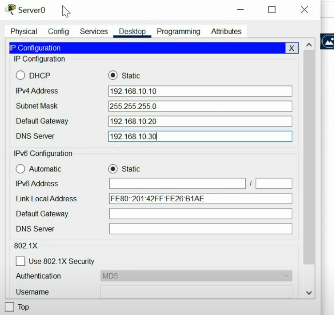 Server0
Physical Config Services Desktop Programming Attributes
IP Configuration X
IP Configuration
DHCP Static
IPv4 Address 192.168.10.10
Subnet Mask 255.255.255.0
Default Gateway 192.168.10.20
DNS Server 192.168.10.30
IPv6 Configuration
Automatic Static
IPv6 Address /
Link Local Address FE80::201:42FF:FE26:B1AE
Default Gateway
DNS Server
802.1X
Use 802.1X Security
Authentication MD5
Username
Top